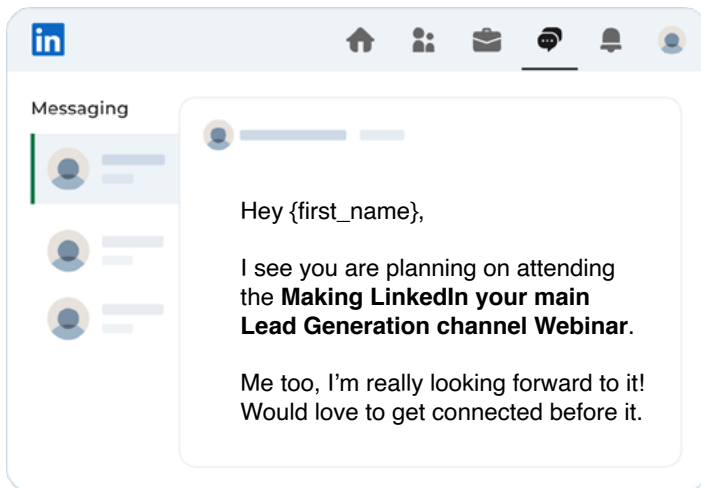 in
Messaging
Hey {first_name},
I see you are planning on attending
the Making LinkedIn your main
Lead Generation channel Webinar.
Me too, I'm really looking forward to it!
Would love to get connected before it.